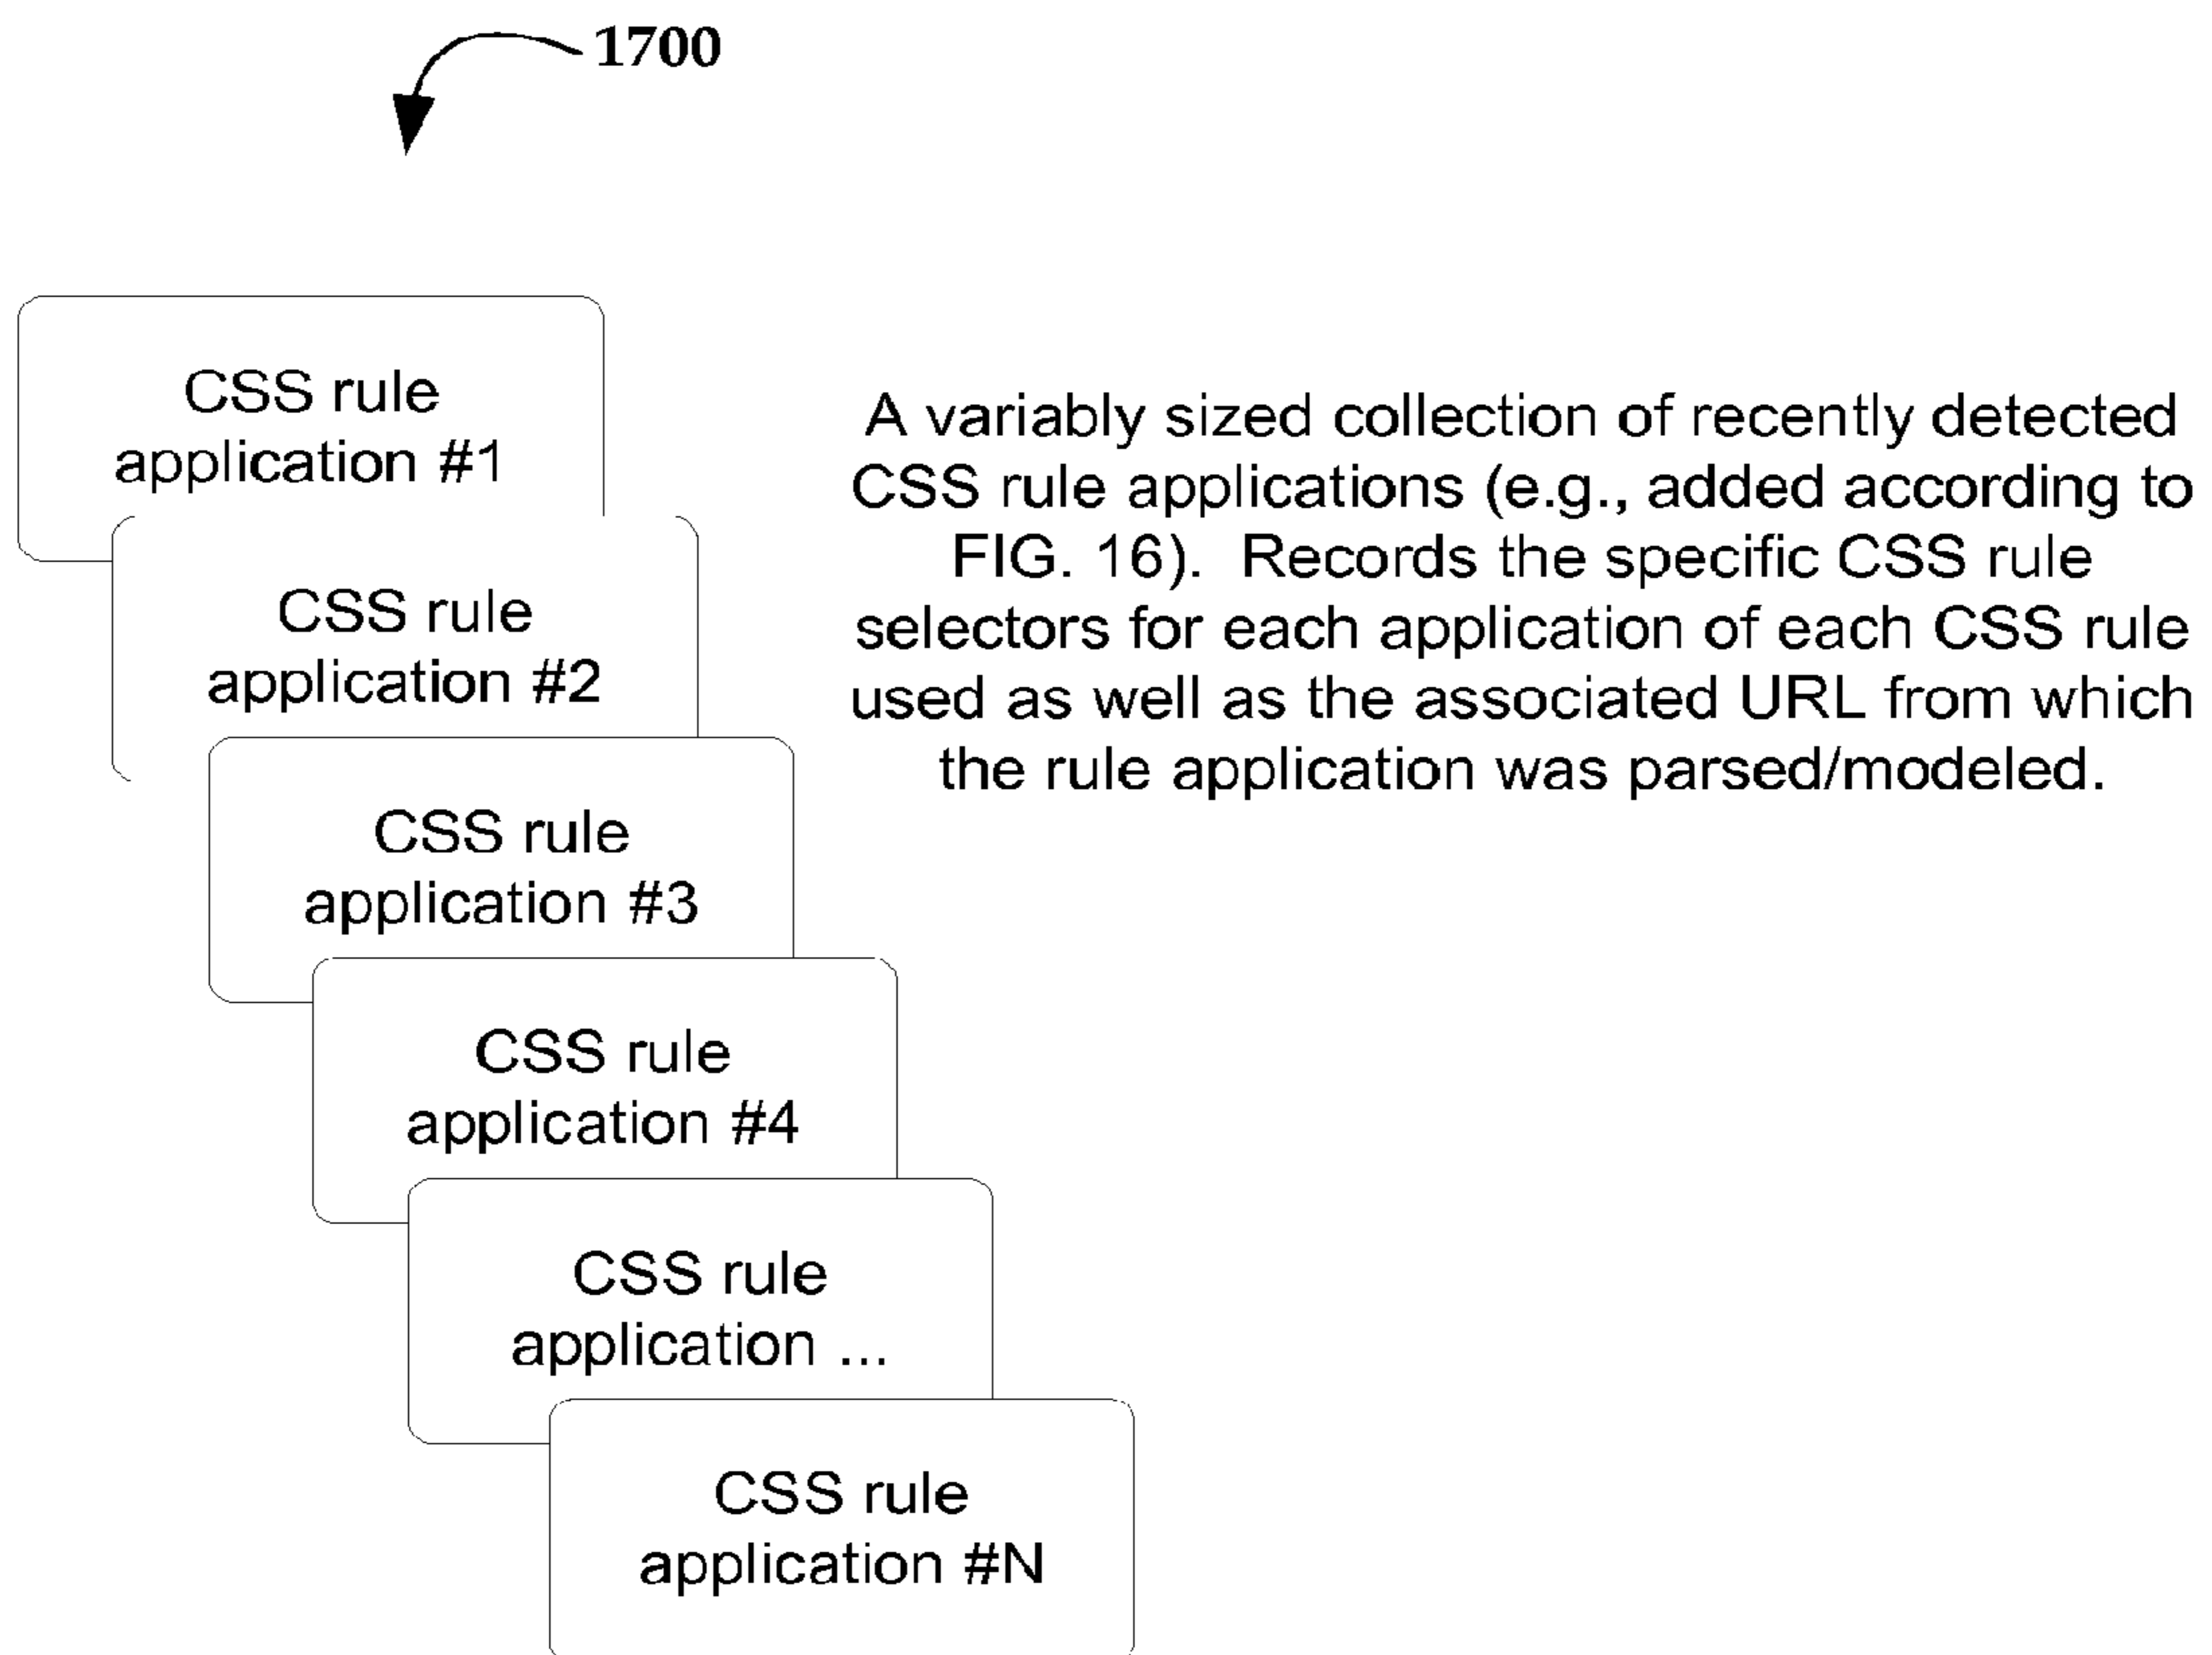 1700
CSS rule
application #1
CSS rule
application #2
CSS rule
application #3
CSS rule
application #4
CSS rule
application ...
CSS rule
application #N
A variably sized collection of recently detected
CSS rule applications (e.g., added according to
FIG. 16). Records the specific CSS rule
selectors for each application of each CSS rule
used as well as the associated URL from which
the rule application was parsed/modeled.